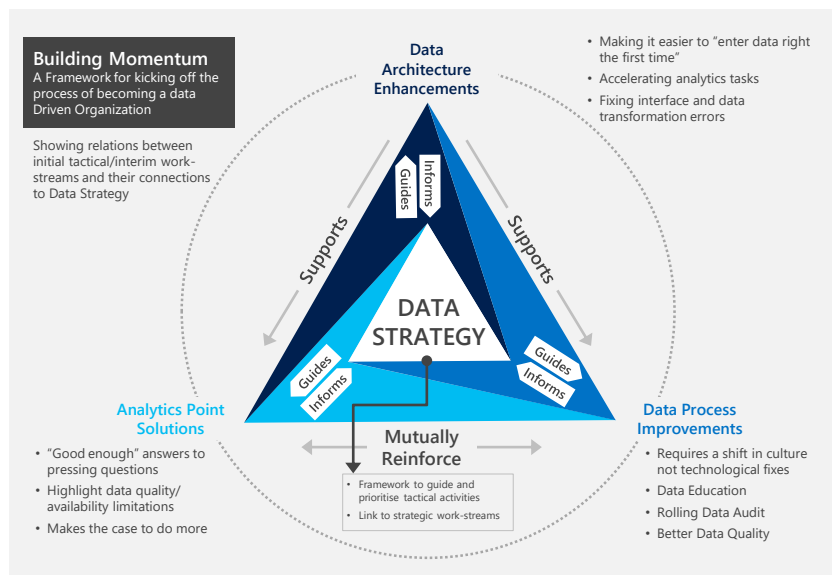 Building Momentum
A Framework for kicking off the
process of becoming a data
Driven Organization
Showing relations between
initial tactical/interim work-
streams and their connections
to Data Strategy
Data
Architecture
Enhancements
• Making it easier to “enter data right
the first time”
• Accelerating analytics tasks
• Fixing interface and data
transformation errors
Guides
Informs
Supports
Supports
DATA
STRATEGY
Guides
Informs
Guides
Informs
Analytics Point
Solutions
• “Good enough” answers to
pressing questions
• Highlight data quality/
availability limitations
• Makes the case to do more
Mutually
Reinforce
• Framework to guide and
prioritise tactical activities
• Link to strategic work-streams
Data Process
Improvements
• Requires a shift in culture
not technological fixes
• Data Education
• Rolling Data Audit
• Better Data Quality